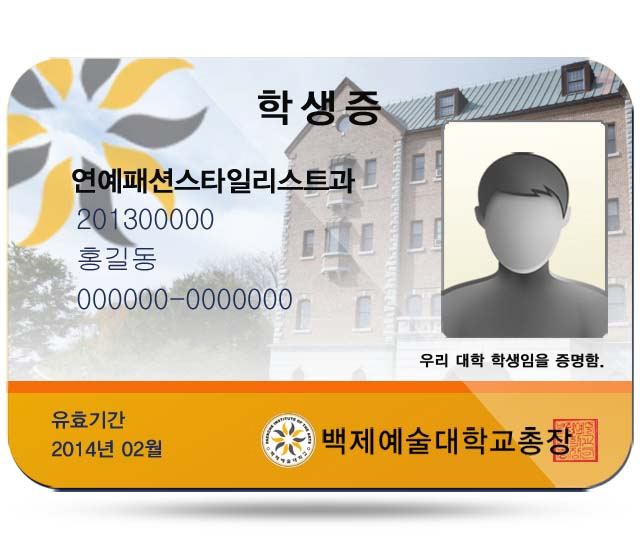 학생증
연예패션스타일리스트과
201300000
홍길동
000000-0000000
우리 대학 학생임을 증명함.
유효기간
2014년 02월
백제예술대학교총장